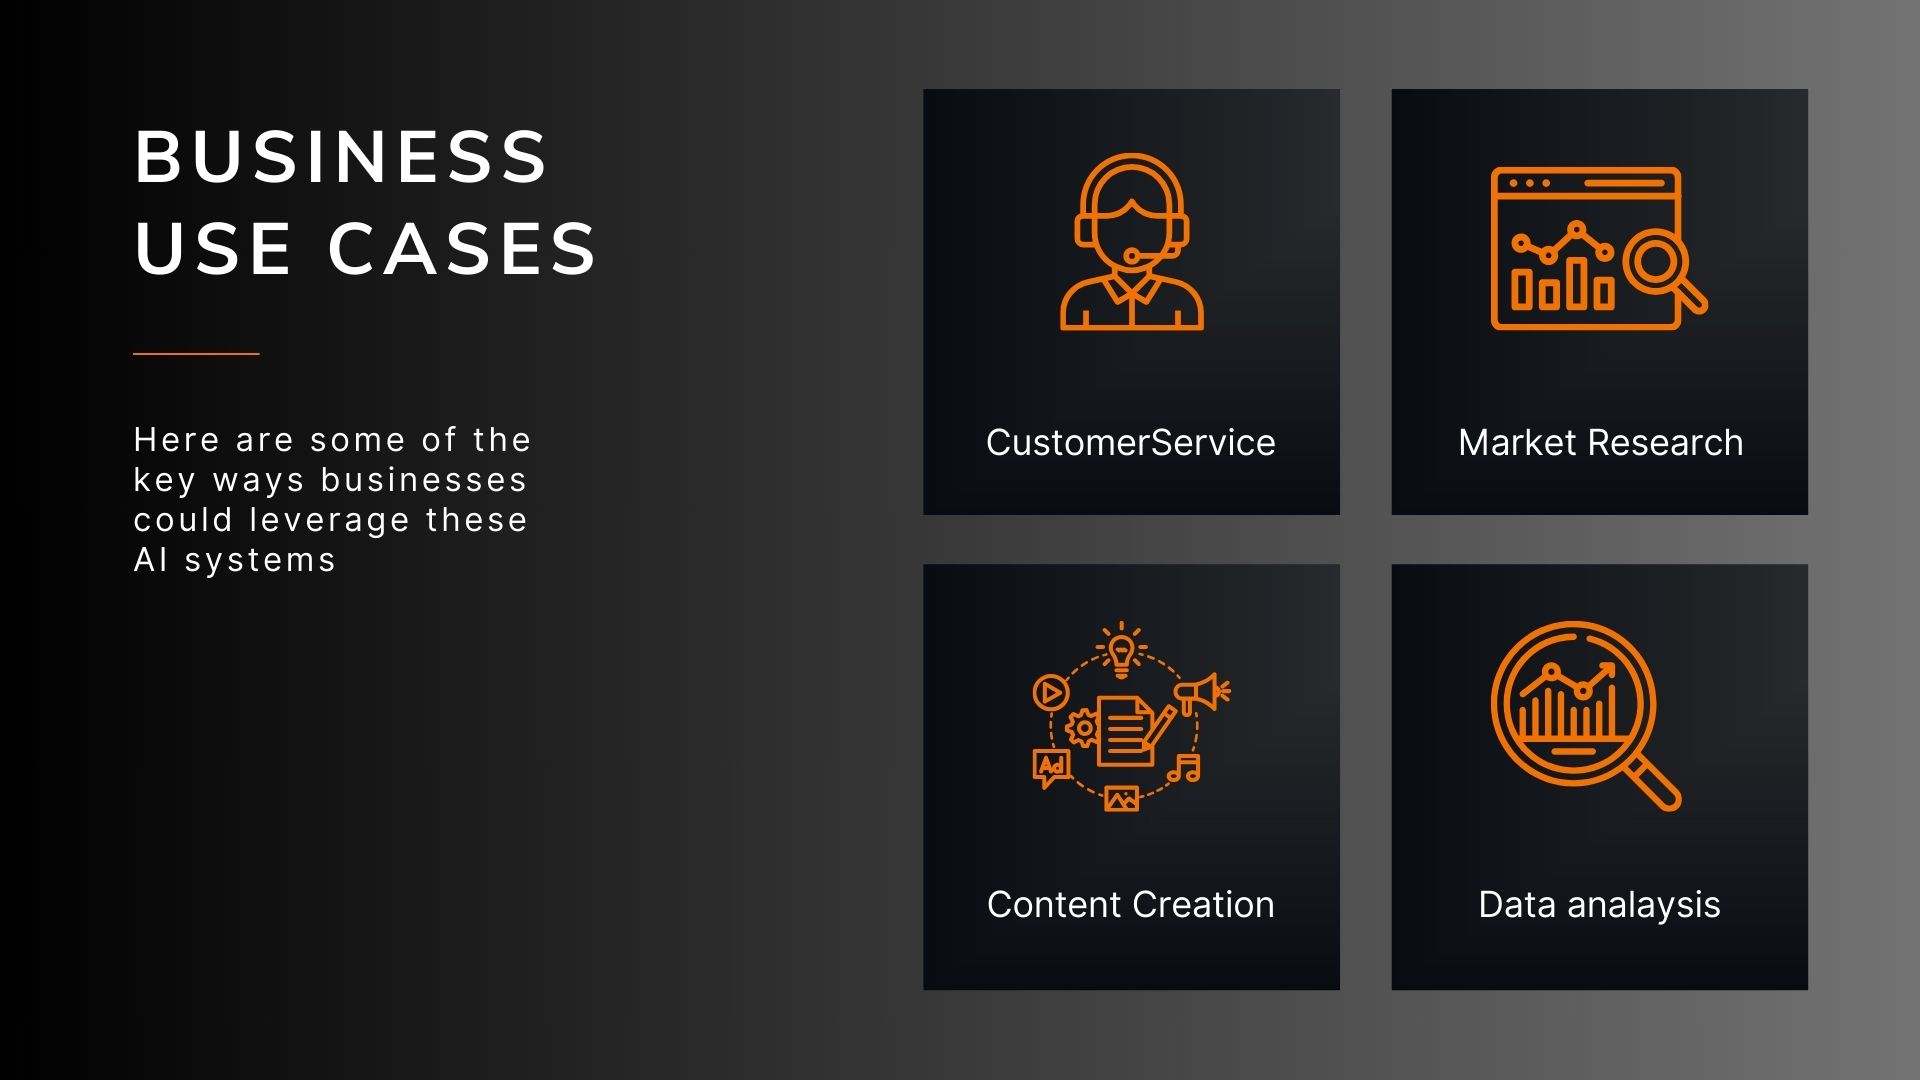 BUSINESS
USE CASES
Here are some of the
key ways businesses
could leverage these
AI systems
CustomerService
Market Research
Ad
Content Creation
Data analaysis